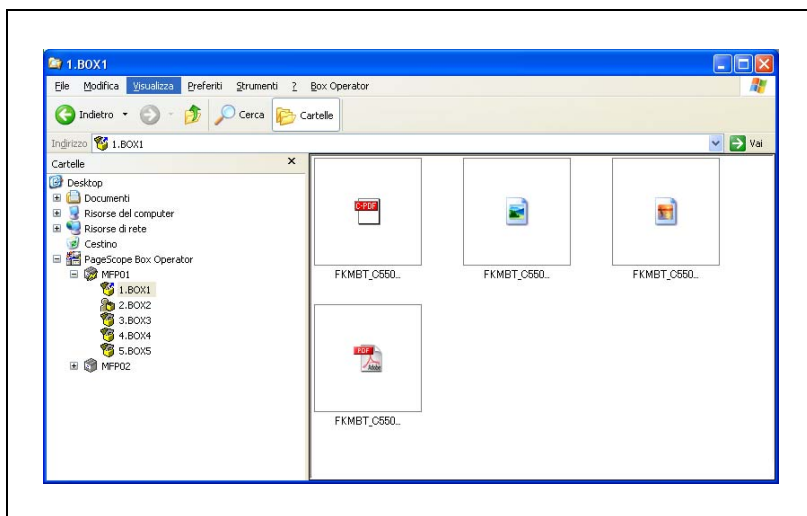 1.BOX1
File Modifica Visualizza Preferiti Strumenti ? Box Operator
Indietro Cerca Cartelle
Indirizzo 1.BOX1 Vai
Cartelle
Desktop
Documenti
Risorse del computer
Risorse di rete
Cestino
PageScope Box Operator
MFP01
1.BOX1
2.BOX2
3.BOX3
4.BOX4
5.BOX5
MFP02
C-PDF
FKMBT_C550... FKMBT_C550... FKMBT_C550...
PDF
Adobe
FKMBT_C550...